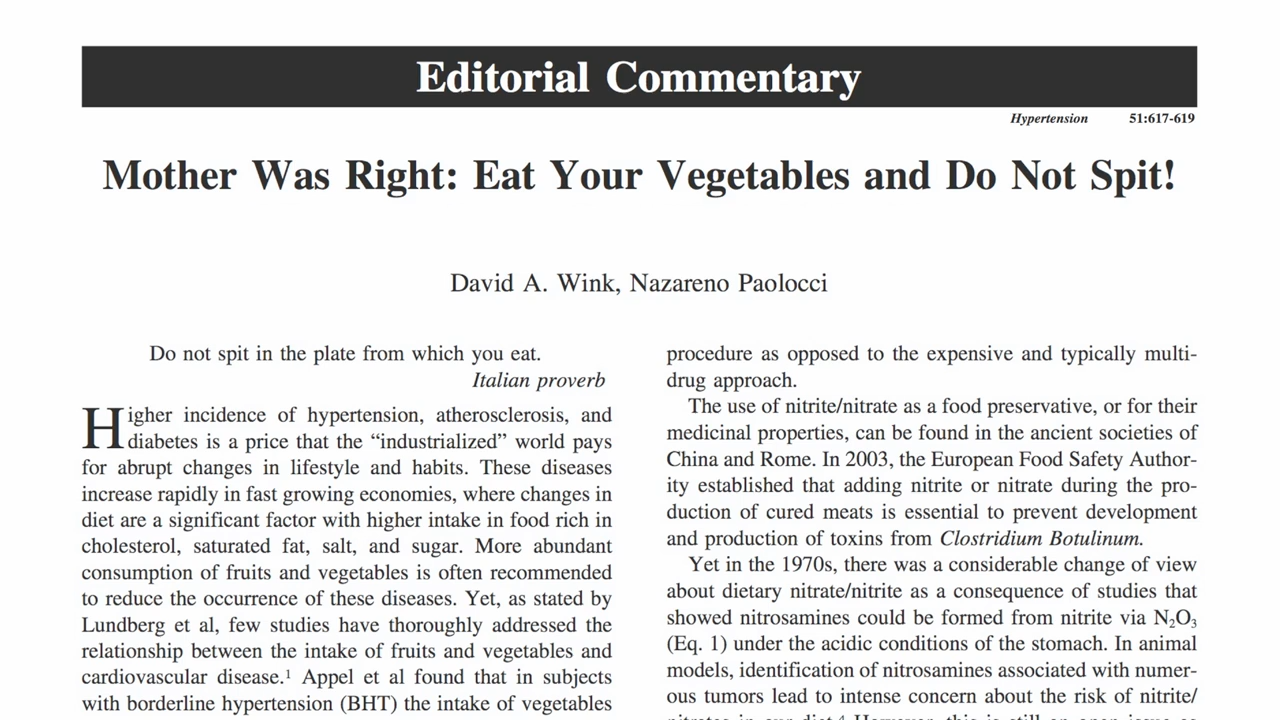 Editorial Commentary
Hypertension 51:617-619
Mother Was Right: Eat Your Vegetables and Do Not Spit!
David A. Wink, Nazareno Paolocci
Do not spit in the plate from which you eat.
Italian proverb
Higher incidence of hypertension, atherosclerosis, and
diabetes is a price that the “industrialized” world pays
for abrupt changes in lifestyle and habits. These diseases
increase rapidly in fast growing economies, where changes in
diet are a significant factor with higher intake in food rich in
cholesterol, saturated fat, salt, and sugar. More abundant
consumption of fruits and vegetables is often recommended
to reduce the occurrence of these diseases. Yet, as stated by
Lundberg et al, few studies have thoroughly addressed the
relationship between the intake of fruits and vegetables and
cardiovascular disease.¹ Appel et al found that in subjects
with borderline hypertension (BHT) the intake of vegetables
procedure as opposed to the expensive and typically multi-
drug approach.
The use of nitrite/nitrate as a food preservative, or for their
medicinal properties, can be found in the ancient societies of
China and Rome. In 2003, the European Food Safety Author-
ity established that adding nitrite or nitrate during the pro-
duction of cured meats is essential to prevent development
and production of toxins from Clostridium Botulinum.
Yet in the 1970s, there was a considerable change of view
about dietary nitrate/nitrite as a consequence of studies that
showed nitrosamines could be formed from nitrite via N₂O₃
(Eq. 1) under the acidic conditions of the stomach. In animal
models, identification of nitrosamines associated with numer-
ous tumors lead to intense concern about the risk of nitrite/